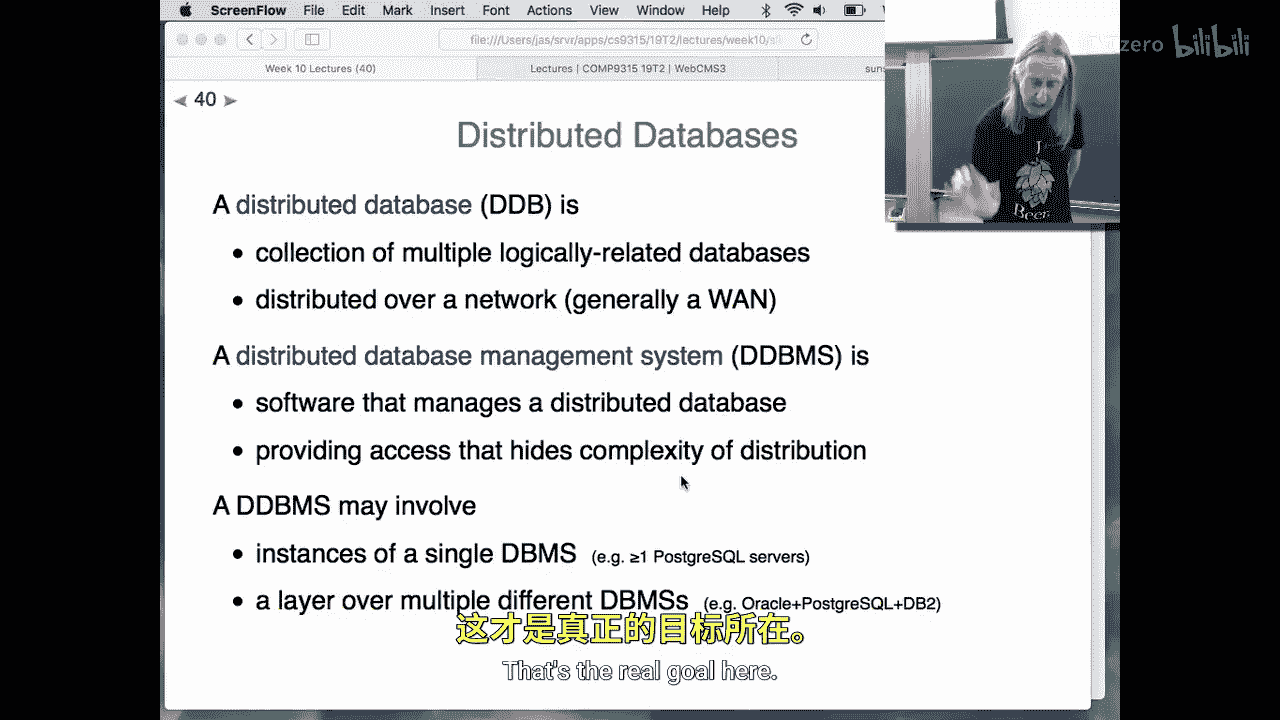 ScreenFlow File Edit Mark Insert Font Actions View Window Help
zero bilibili
file:///Users/jas/srvr/apps/cs9315/19T2/lectures/week10/
Week 10 Lectures (40)
Lectures | COMP9315 19T2 | WebCMS3
40
Distributed Databases
J
Beer
A distributed database (DDB) is
• collection of multiple logically-related databases
• distributed over a network (generally a WAN)
A distributed database management system (DDBMS) is
• software that manages a distributed database
• providing access that hides complexity of distribution
A DDBMS may involve
• instances of a single DBMS (e.g. ≥1 PostgreSQL servers)
• a layer over multiple different DBMSs (e.g. Oracle+PostgreSQL+DB2)
这才是真正的目标所在。
That's the real goal here.